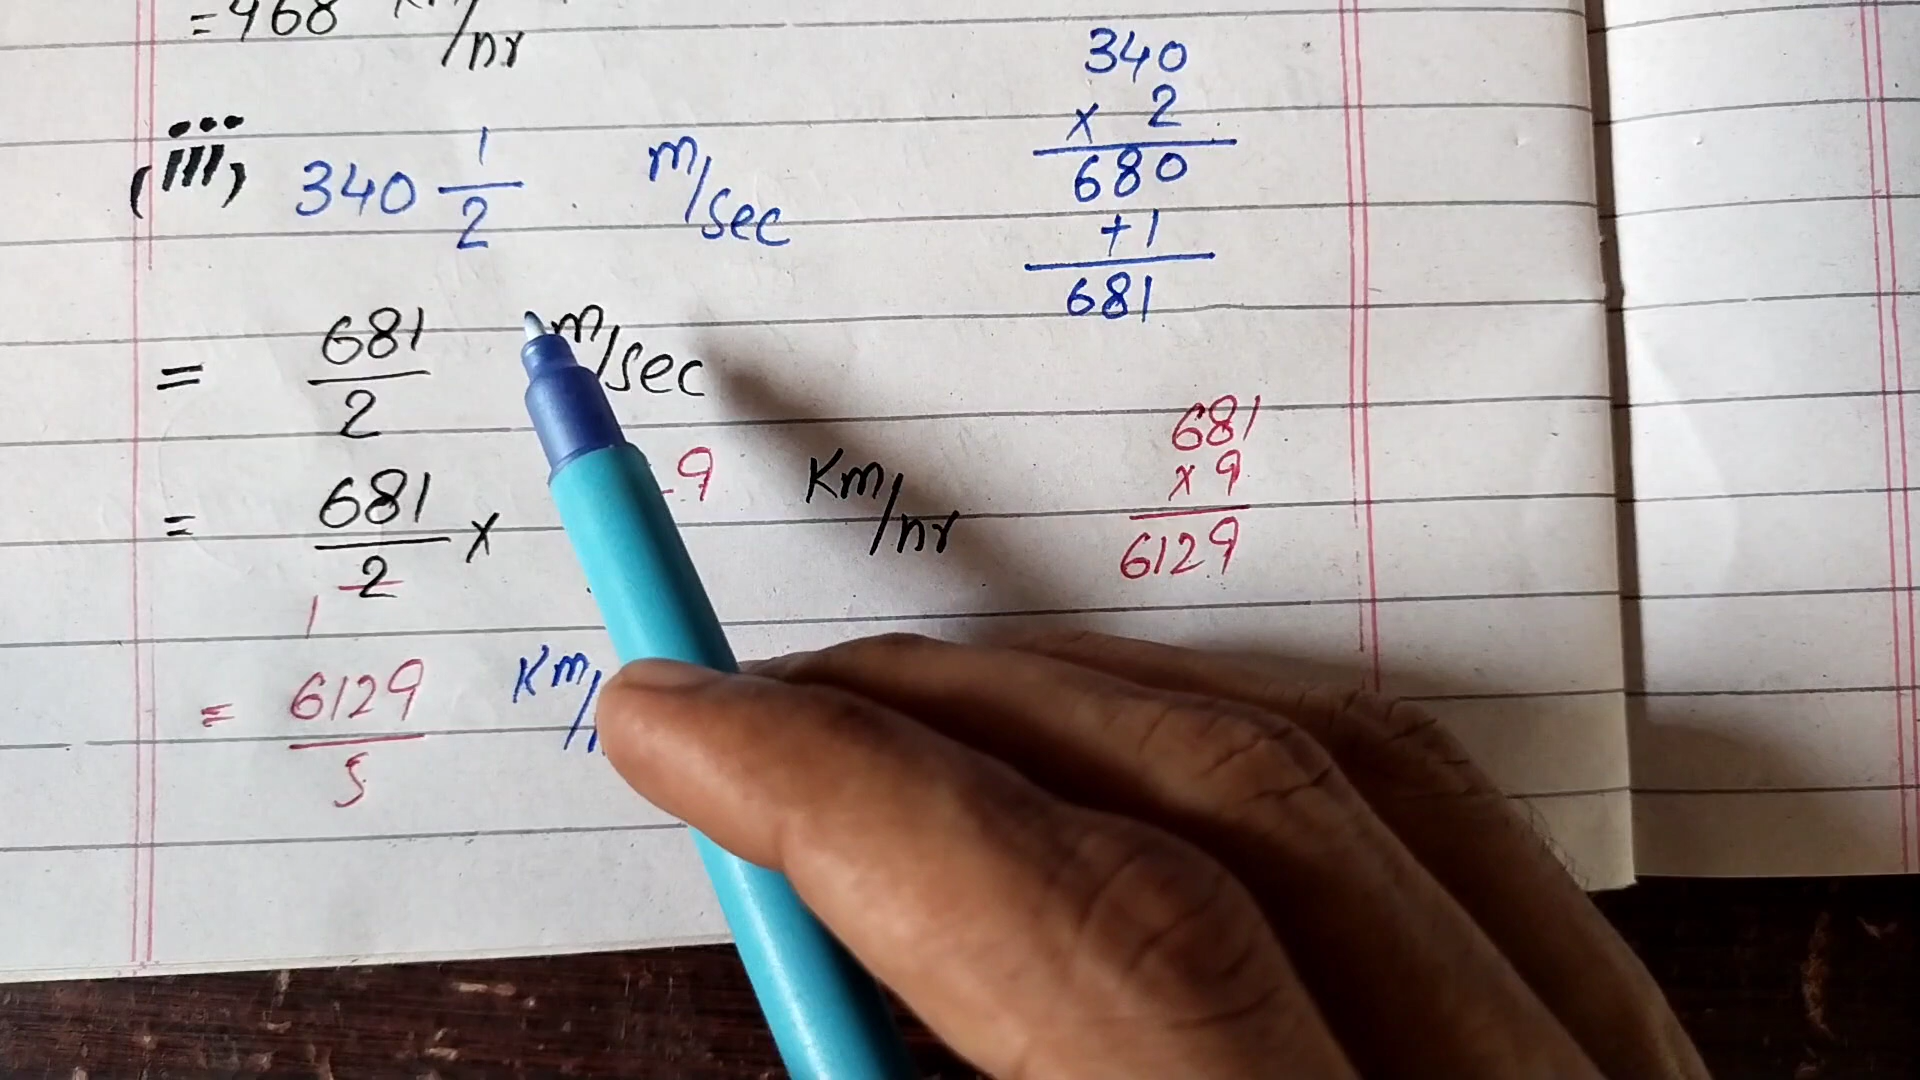 =468 Km/hr
(iii) 340 1/2 m/sec
= 681/2 m/sec
= 681/2 x 9 Km/hr
1
= 6129/5 Km/
340
x 2
680
+1
681
681
x 9
6129